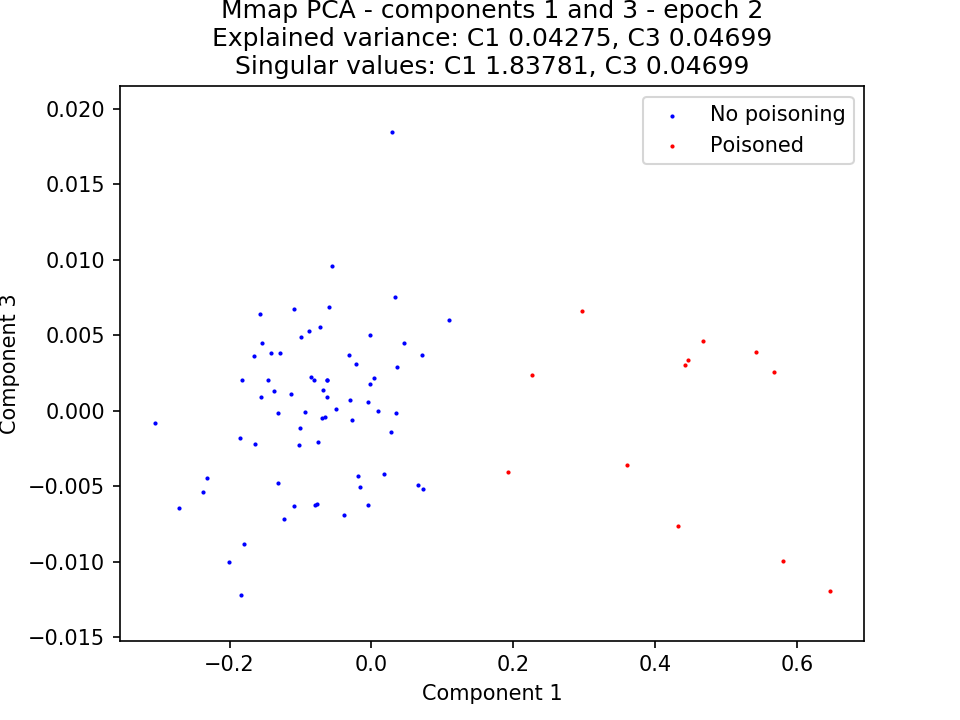 Mmap PCA - components 1 and 3 - epoch 2
Explained variance: C1 0.04275, C3 0.04699
Singular values: C1 1.83781, C3 0.04699
No poisoning
Poisoned
0.020
0.015
0.010
0.005
0.000
−0.005
−0.010
−0.015
Component 3
−0.2
0.0
0.2
0.4
0.6
Component 1